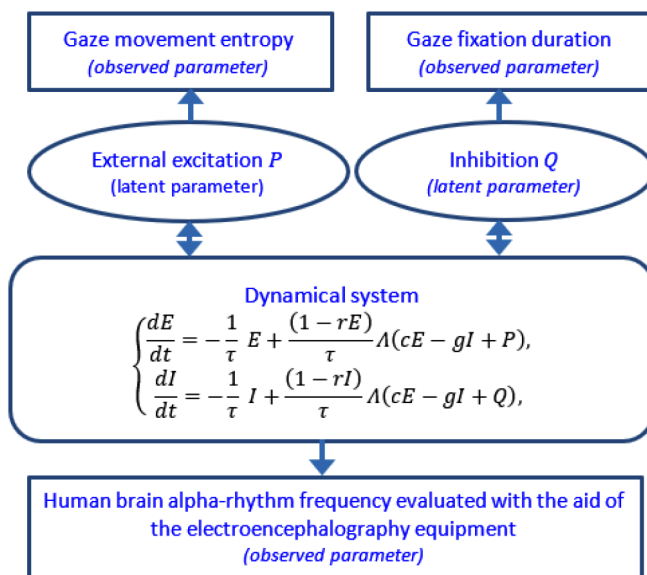 Gaze movement entropy
(observed parameter)
Gaze fixation duration
(observed parameter)
External excitation P
(latent parameter)
Inhibition Q
(latent parameter)
Dynamical system
dE/dt = −1/τ E + (1 − rE)/τ Λ(cE − gI + P),
dI/dt = −1/τ I + (1 − rI)/τ Λ(cE − gI + Q),
Human brain alpha-rhythm frequency evaluated with the aid of
the electroencephalography equipment
(observed parameter)